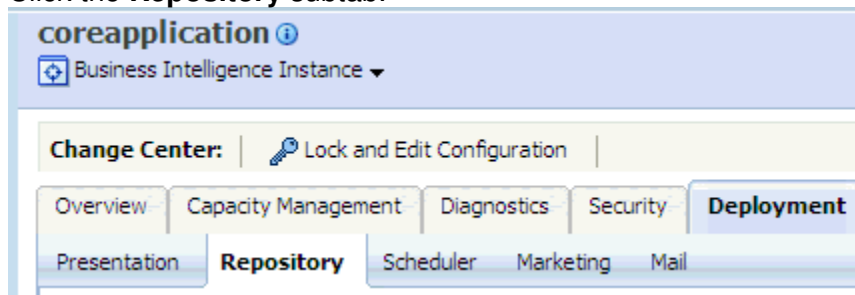 Click the Repository subtab.
coreapplication
Business Intelligence Instance
Change Center: Lock and Edit Configuration
Overview Capacity Management Diagnostics Security Deployment
Presentation Repository Scheduler Marketing Mail